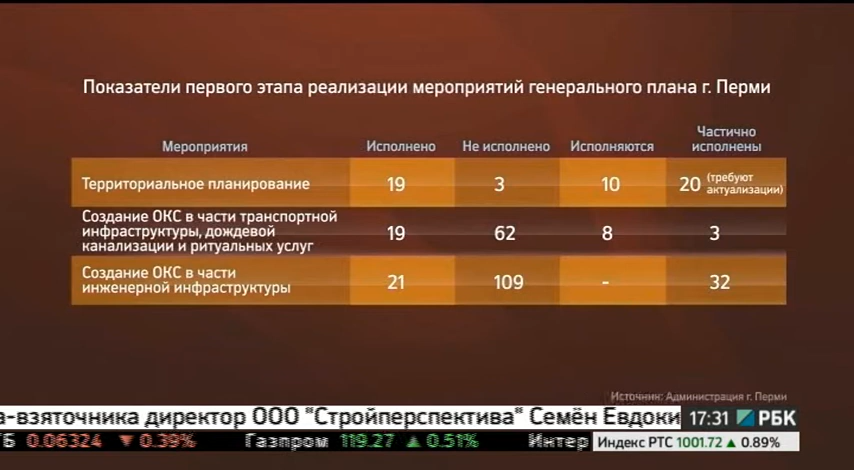 Показатели первого этапа реализации мероприятий генерального плана г. Перми
Мероприятия Исполнено Не исполнено Исполняются Частично исполнены
Территориальное планирование 19 3 10 20 (требуют актуализации)
Создание ОКС в части транспортной
инфраструктуры, дождевой
канализации и ритуальных услуг 19 62 8 3
Создание ОКС в части
инженерной инфраструктуры 21 109 - 32
Источник: Администрация г. Перми
а-взяточника директор ООО "Стройперспектива" Семён Евдоки 17:31 РБК
ТБ 0.06324 ▼ 0.39% Газпром 119.27 ▲ 0.51% Интер Индекс РТС 1001.72 ▲ 0.89%